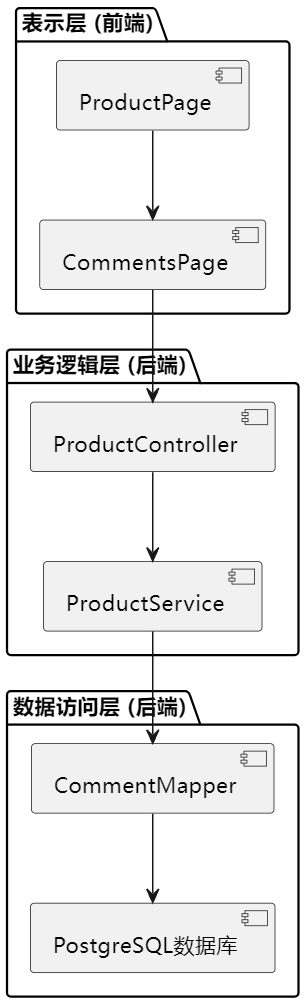 表示层 (前端)
ProductPage
CommentsPage
业务逻辑层 (后端)
ProductController
ProductService
数据访问层 (后端)
CommentMapper
PostgreSQL数据库